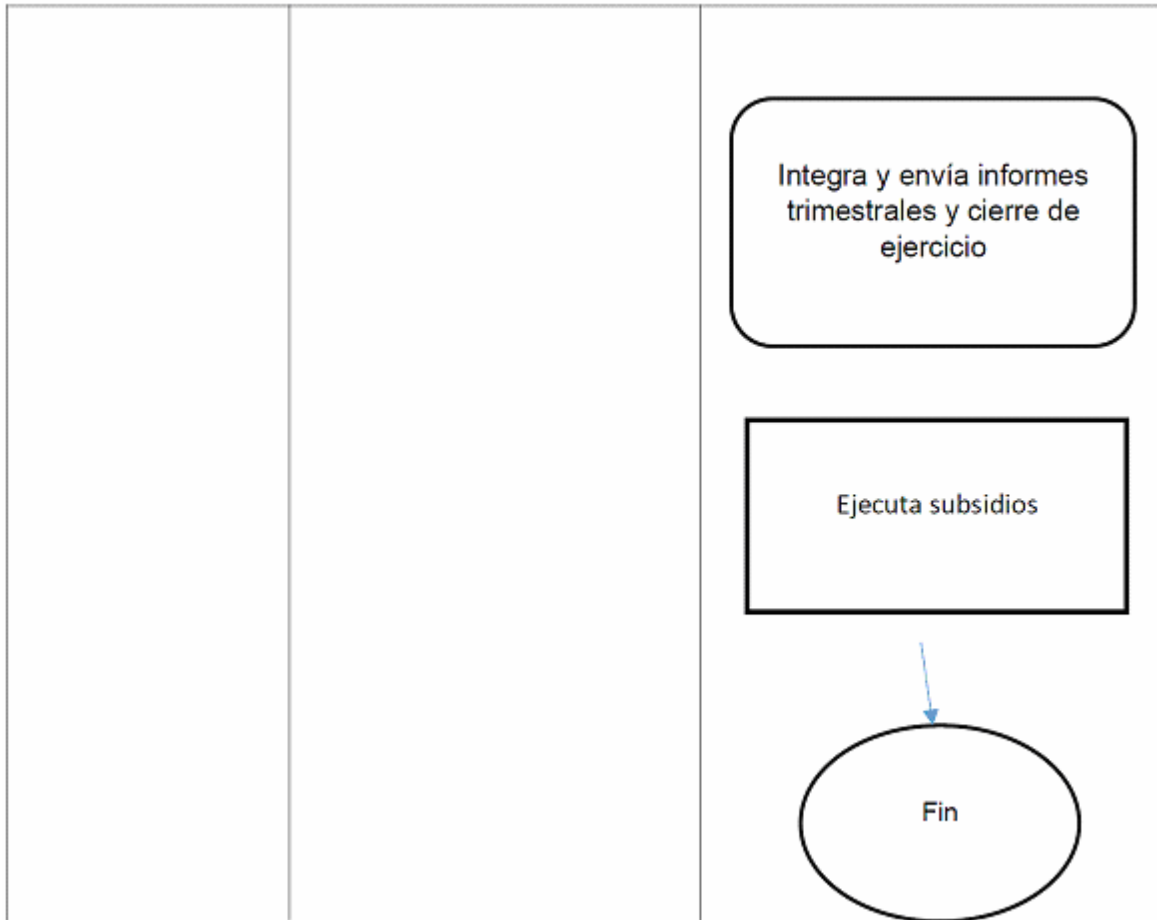 Integra y envía informes
trimestrales y cierre de
ejercicio
Ejecuta subsidios
Fin